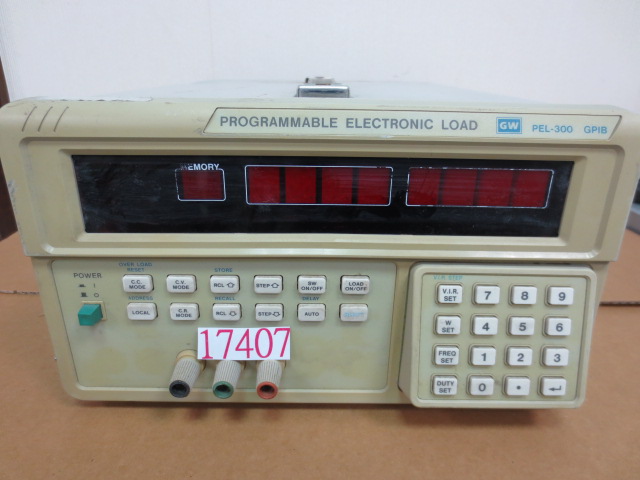 PROGRAMMABLE ELECTRONIC LOAD GW PEL-300 GPIB
MEMORY
POWER
I
O
OVER LOAD
RESET
STORE
C.C. MODE
C.V. MODE
RCL
STEP
SW ON/OFF
LOAD ON/OFF
ADDRESS
RECALL
DELAY
LOCAL
C.R. MODE
RCL
STEP
AUTO
17407
V.I.R. STEP
V.I.R. SET 7 8 9
W SET 4 5 6
FREQ SET 1 2 3
DUTY SET 0 •